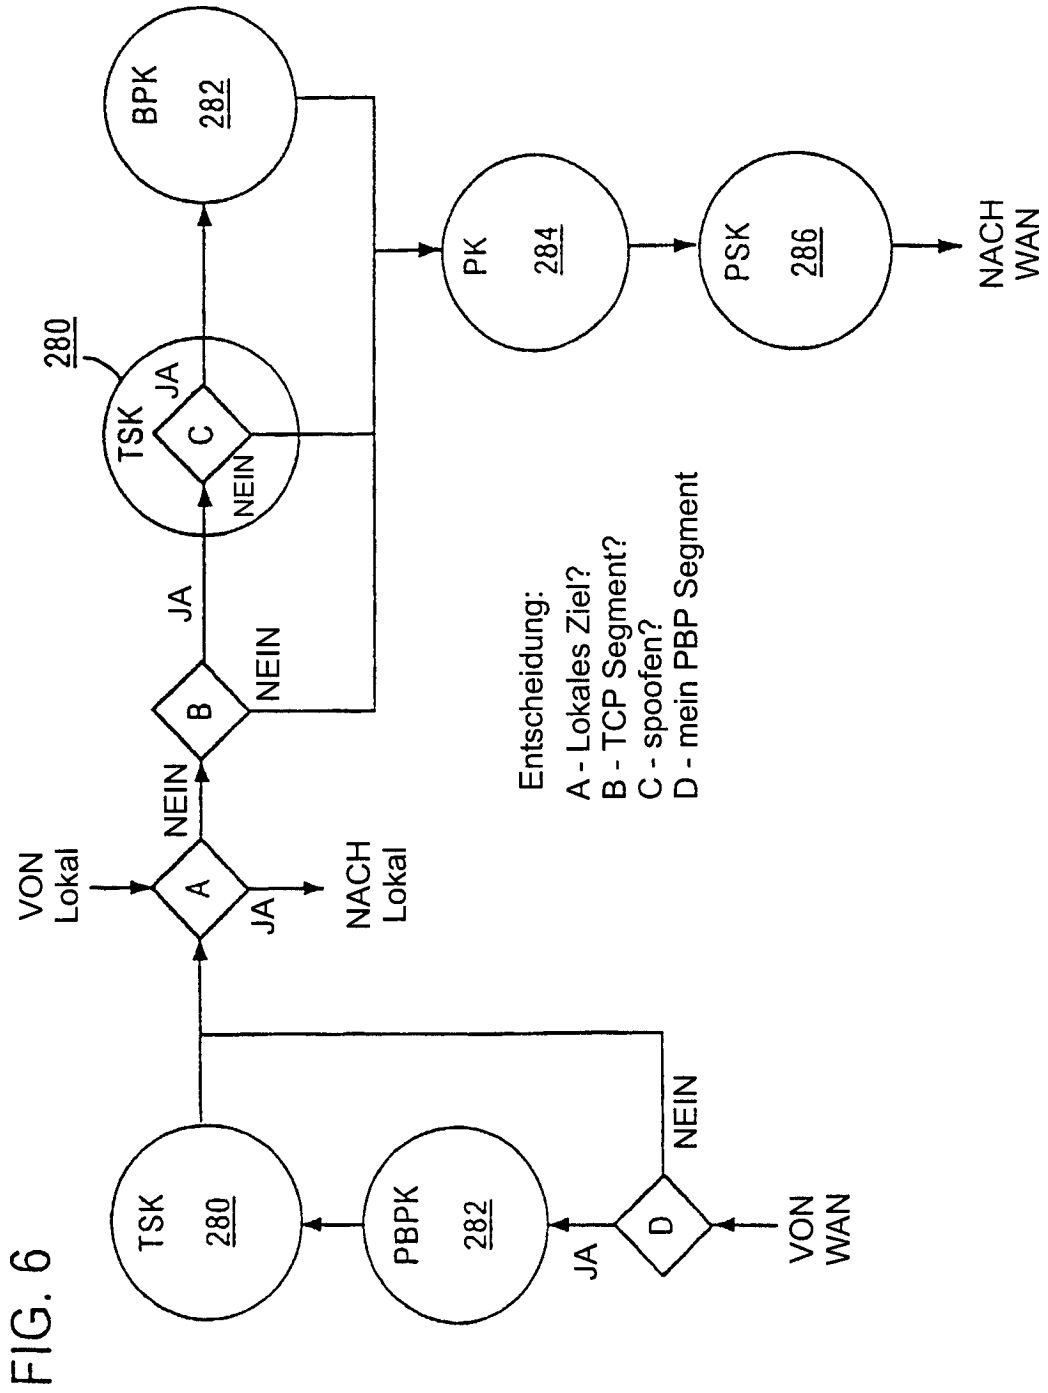 FIG. 6
TSK
280
PBPK
282
JA
D
NEIN
VON
WAN
VON
Lokal
A
NEIN
JA
NACH
Lokal
B
JA
NEIN
280
TSK
C
JA
NEIN
BPK
282
PK
284
PSK
286
NACH
WAN
Entscheidung:
A - Lokales Ziel?
B - TCP Segment?
C - spoofen?
D - mein PBP Segment